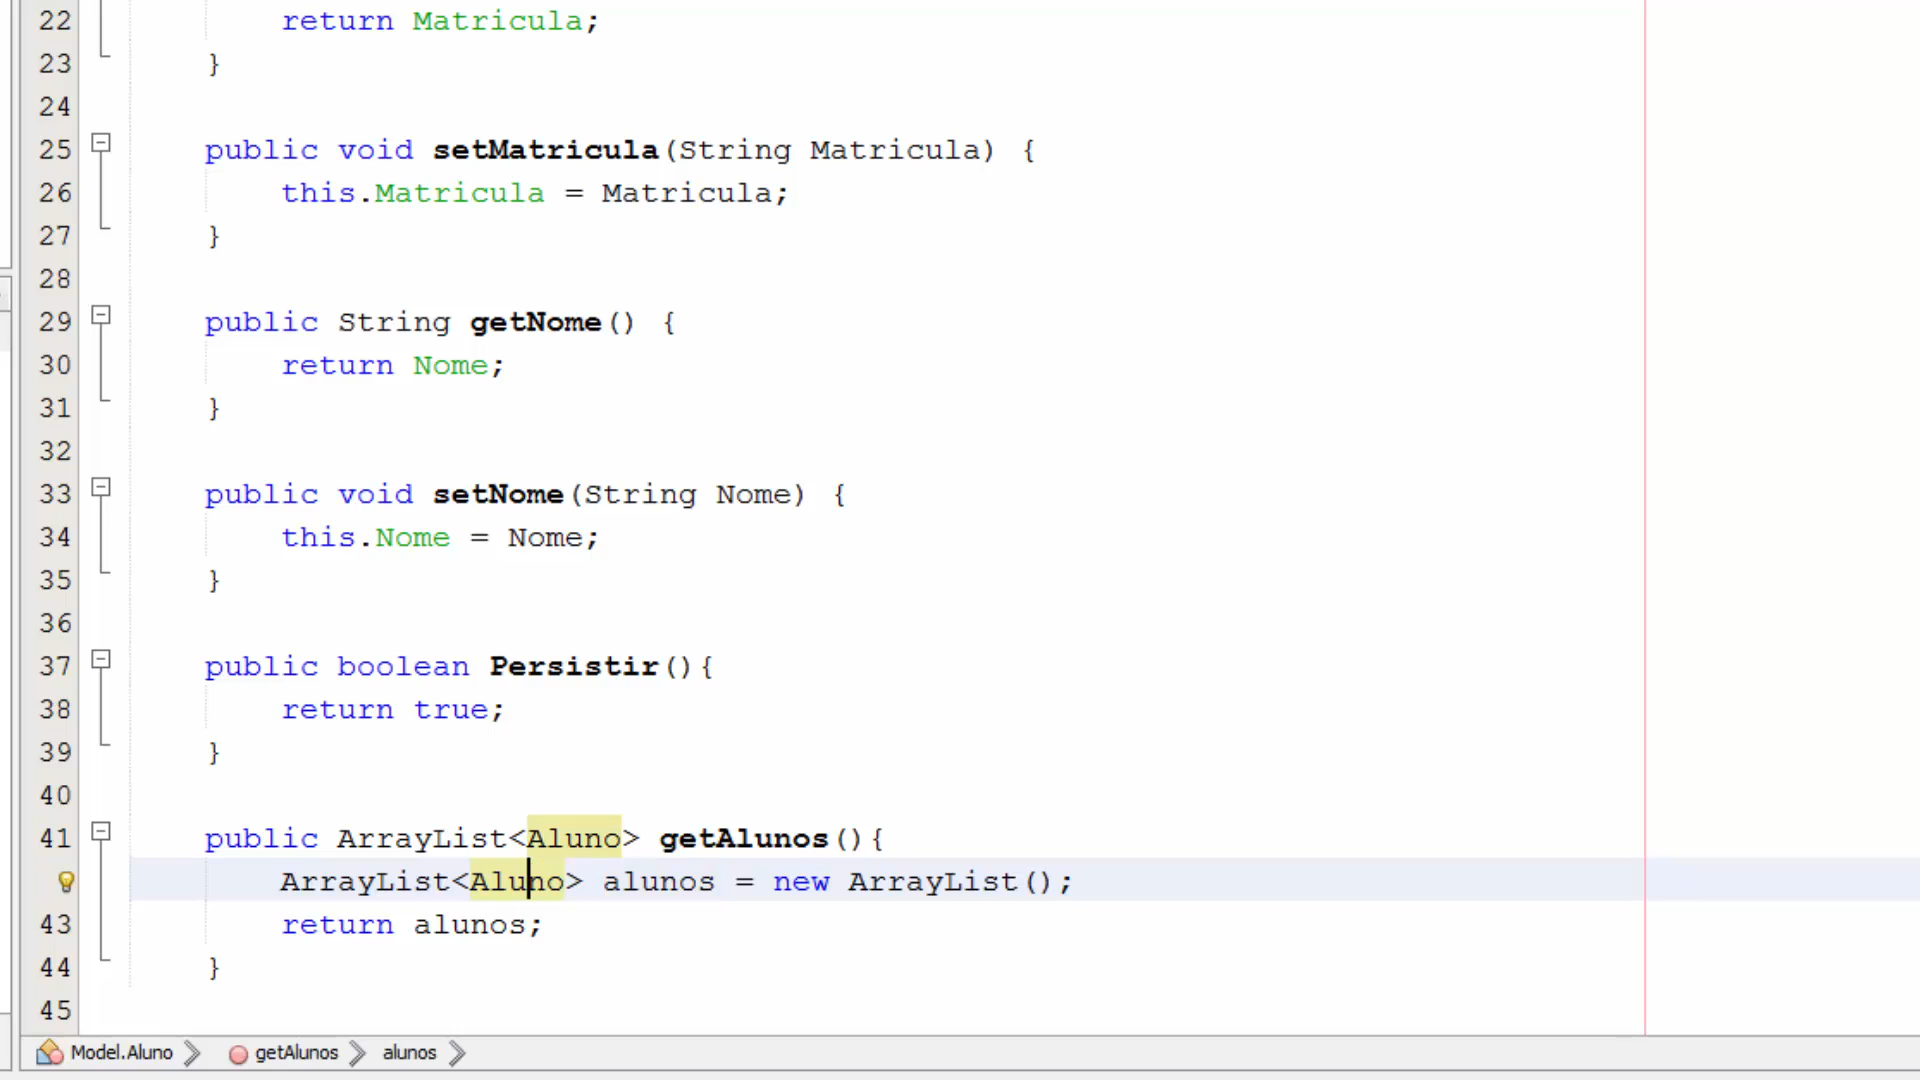 22 return Matricula;
23 }
24
25 public void setMatricula(String Matricula) {
26 this.Matricula = Matricula;
27 }
28
29 public String getNome() {
30 return Nome;
31 }
32
33 public void setNome(String Nome) {
34 this.Nome = Nome;
35 }
36
37 public boolean Persistir(){
38 return true;
39 }
40
41 public ArrayList<Aluno> getAlunos(){
ArrayList<Aluno> alunos = new ArrayList();
43 return alunos;
44 }
45
Model.Aluno getAlunos alunos